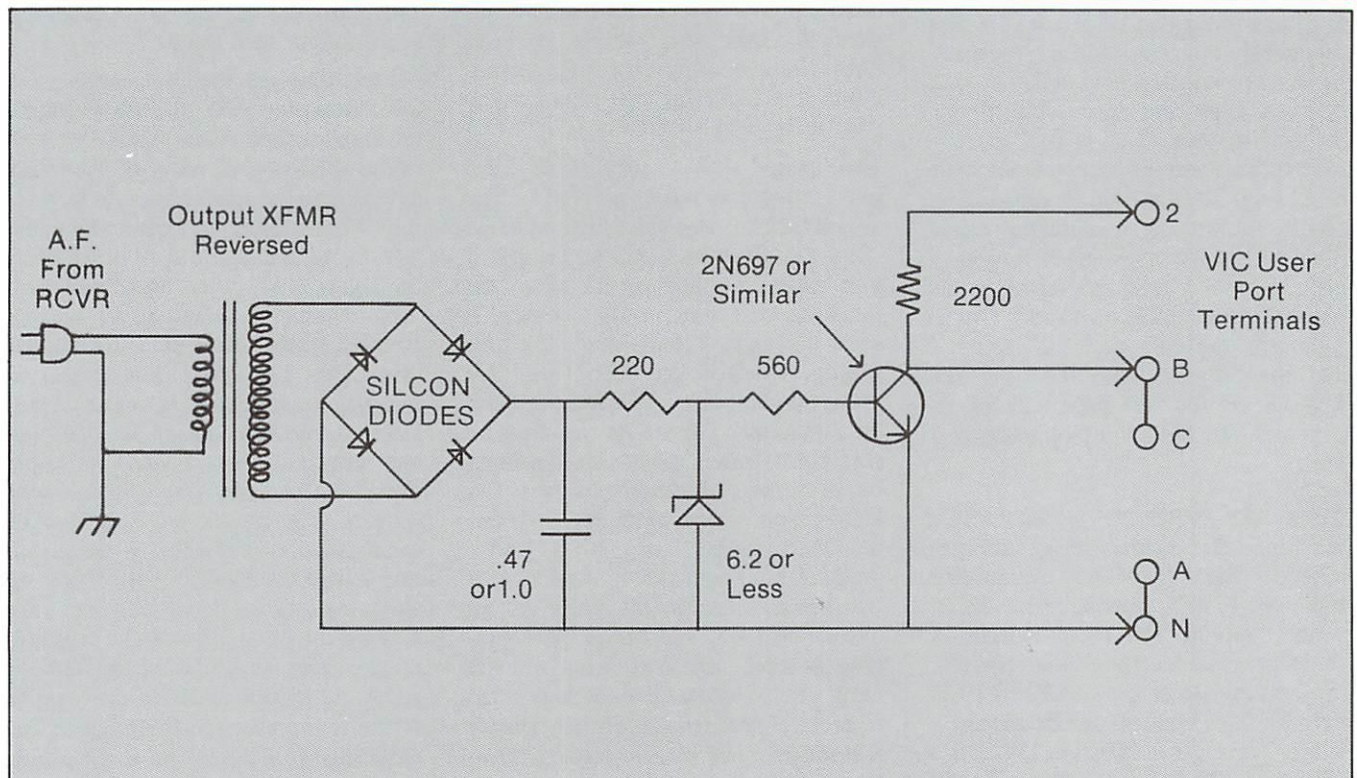 Output XFMR
Reversed
A.F.
From
RCVR
SILCON
DIODES
.47
or1.0
220
560
6.2 or
Less
2N697 or
Similar
2200
2
VIC User
Port
Terminals
B
C
A
N